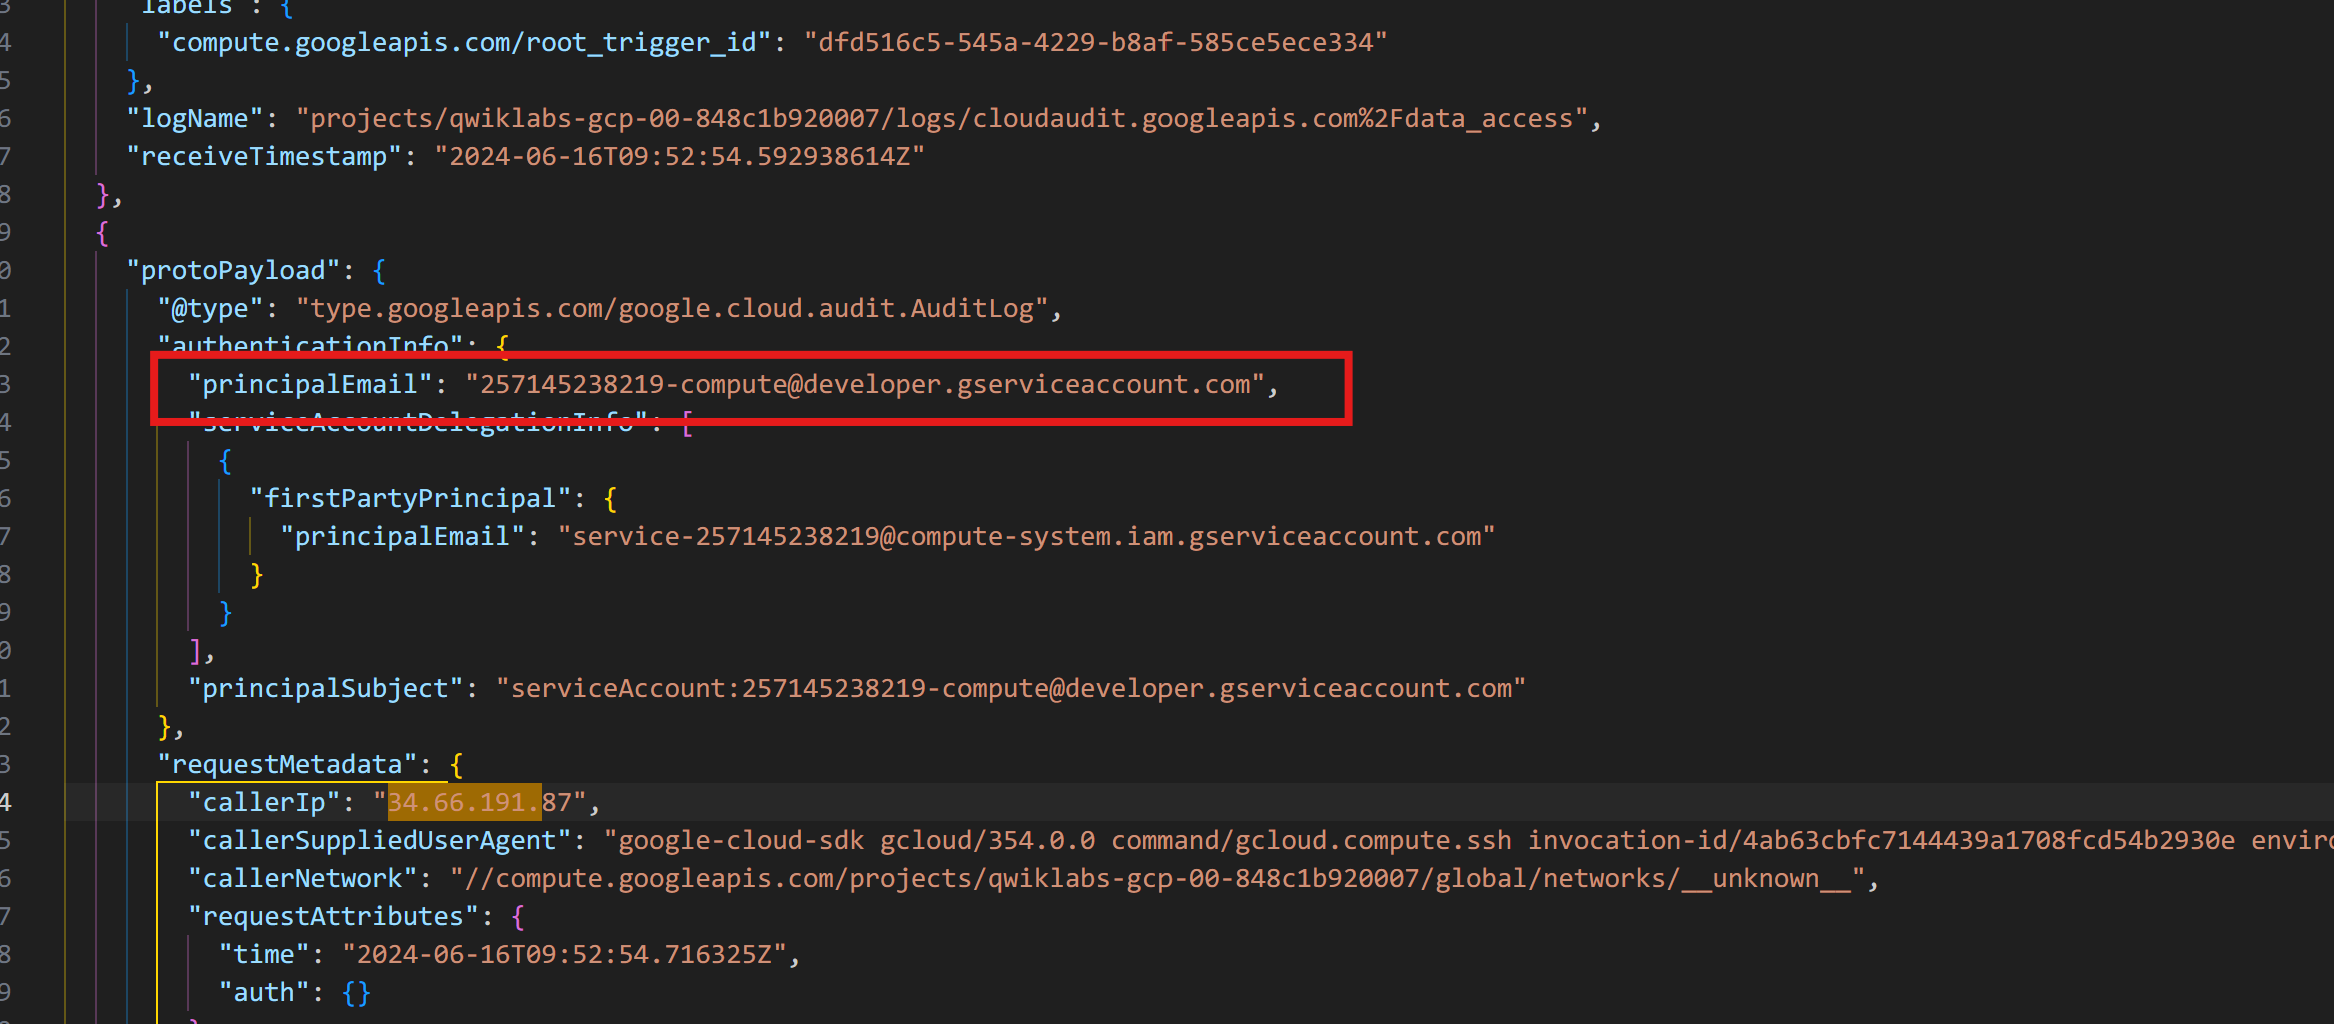 3 "labels": {
4 "compute.googleapis.com/root_trigger_id": "dfd516c5-545a-4229-b8af-585ce5ece334"
5 },
6 "logName": "projects/qwiklabs-gcp-00-848c1b920007/logs/cloudaudit.googleapis.com%2Fdata_access",
7 "receiveTimestamp": "2024-06-16T09:52:54.592938614Z"
8 },
9 {
0 "protoPayload": {
1 "@type": "type.googleapis.com/google.cloud.audit.AuditLog",
2 "authenticationInfo": {
3 "principalEmail": "257145238219-compute@developer.gserviceaccount.com",
4 "serviceAccountDelegationInfo": [
5 {
6 "firstPartyPrincipal": {
7 "principalEmail": "service-257145238219@compute-system.iam.gserviceaccount.com"
8 }
9 }
0 ],
1 "principalSubject": "serviceAccount:257145238219-compute@developer.gserviceaccount.com"
2 },
3 "requestMetadata": {
4 "callerIp": "34.66.191.87",
5 "callerSuppliedUserAgent": "google-cloud-sdk gcloud/354.0.0 command/gcloud.compute.ssh invocation-id/4ab63cbfc7144439a1708fcd54b2930e enviro
6 "callerNetwork": "//compute.googleapis.com/projects/qwiklabs-gcp-00-848c1b920007/global/networks/__unknown__",
7 "requestAttributes": {
8 "time": "2024-06-16T09:52:54.716325Z",
9 "auth": {}